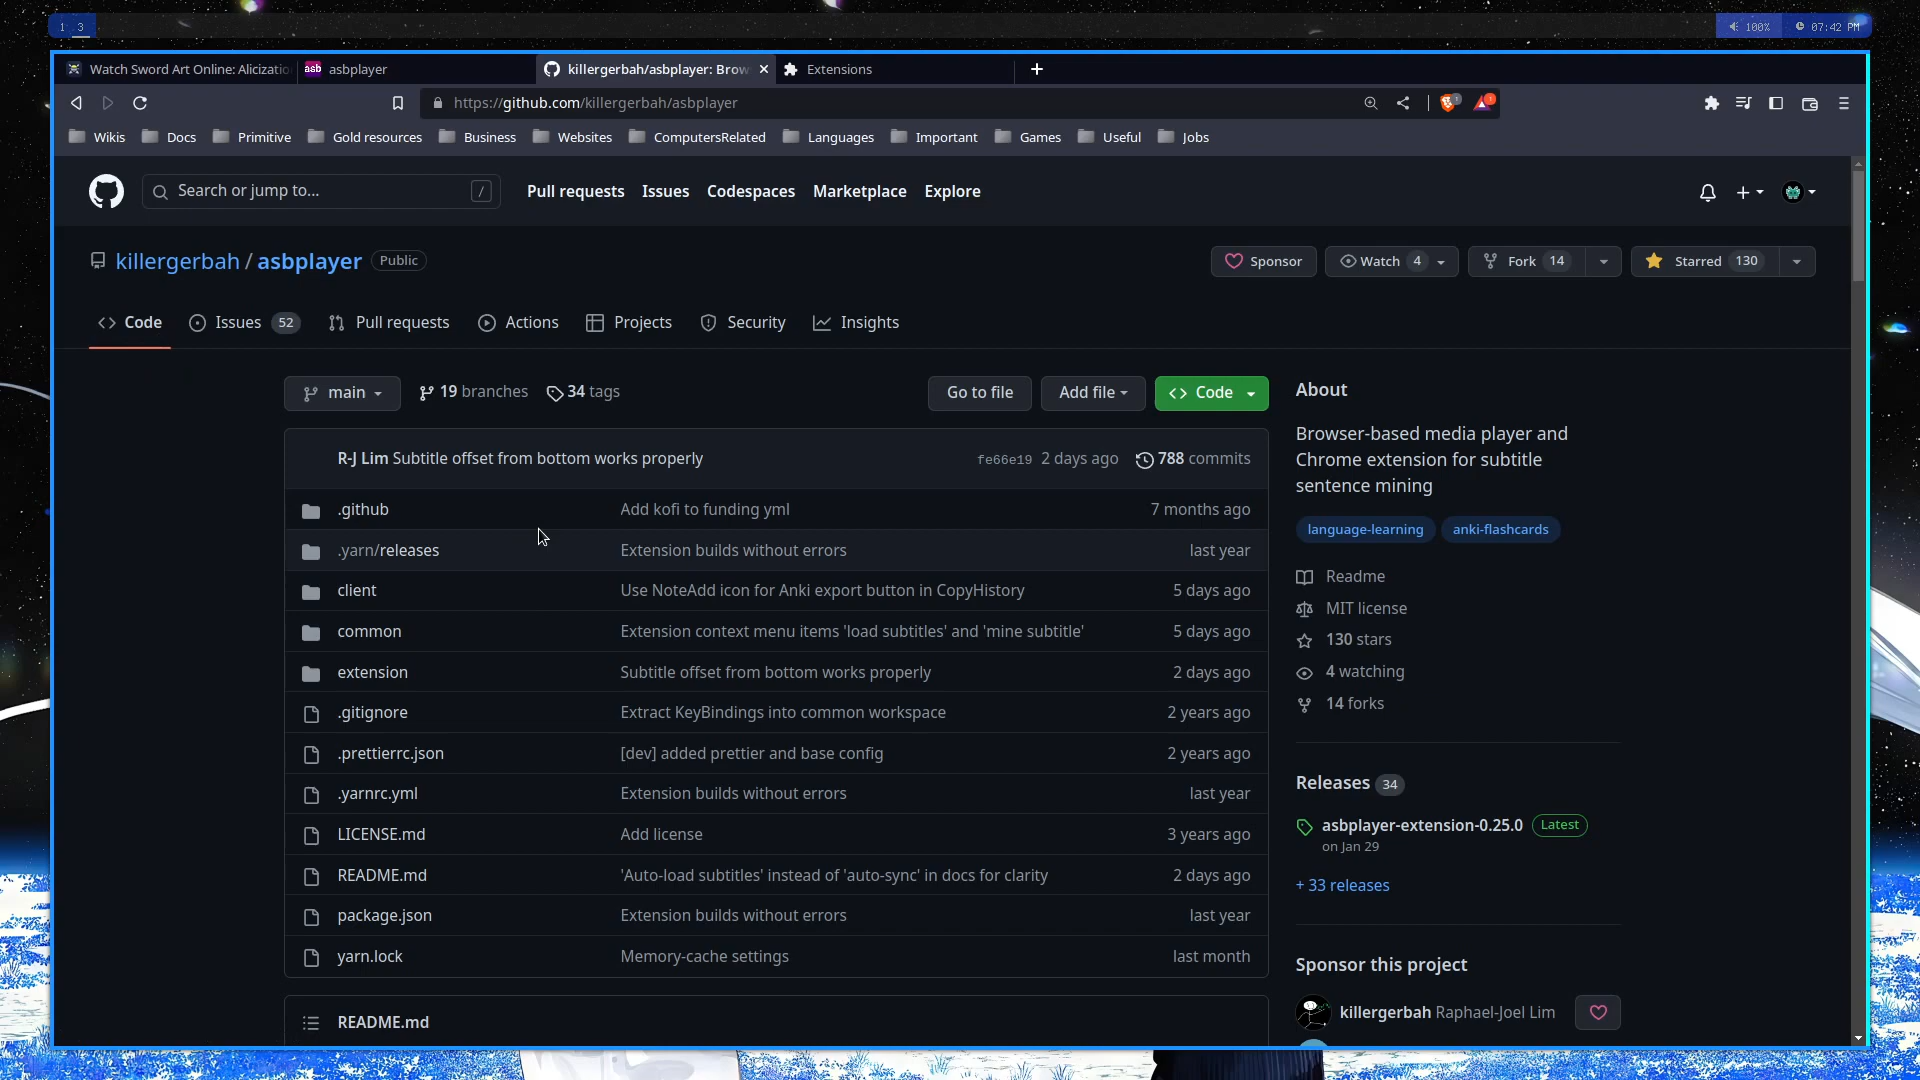 1 3
100% 07:42 PM
Watch Sword Art Online: Alicizatio
asb asbplayer
killergerbah/asbplayer: Brow
Extensions
https://github.com/killergerbah/asbplayer
Wikis Docs Primitive Gold resources Business Websites ComputersRelated Languages Important Games Useful Jobs
Search or jump to... /
Pull requests Issues Codespaces Marketplace Explore
killergerbah / asbplayer Public
Sponsor Watch 4 Fork 14 Starred 130
Code Issues 52 Pull requests Actions Projects Security Insights
main 19 branches 34 tags Go to file Add file Code
R-J Lim Subtitle offset from bottom works properly fe66e19 2 days ago 788 commits
.github Add kofi to funding yml 7 months ago
.yarn/releases Extension builds without errors last year
client Use NoteAdd icon for Anki export button in CopyHistory 5 days ago
common Extension context menu items 'load subtitles' and 'mine subtitle' 5 days ago
extension Subtitle offset from bottom works properly 2 days ago
.gitignore Extract KeyBindings into common workspace 2 years ago
.prettierrc.json [dev] added prettier and base config 2 years ago
.yarnrc.yml Extension builds without errors last year
LICENSE.md Add license 3 years ago
README.md 'Auto-load subtitles' instead of 'auto-sync' in docs for clarity 2 days ago
package.json Extension builds without errors last year
yarn.lock Memory-cache settings last month
README.md
About
Browser-based media player and
Chrome extension for subtitle
sentence mining
language-learning anki-flashcards
Readme
MIT license
130 stars
4 watching
14 forks
Releases 34
asbplayer-extension-0.25.0 Latest
on Jan 29
+ 33 releases
Sponsor this project
killergerbah Raphael-Joel Lim